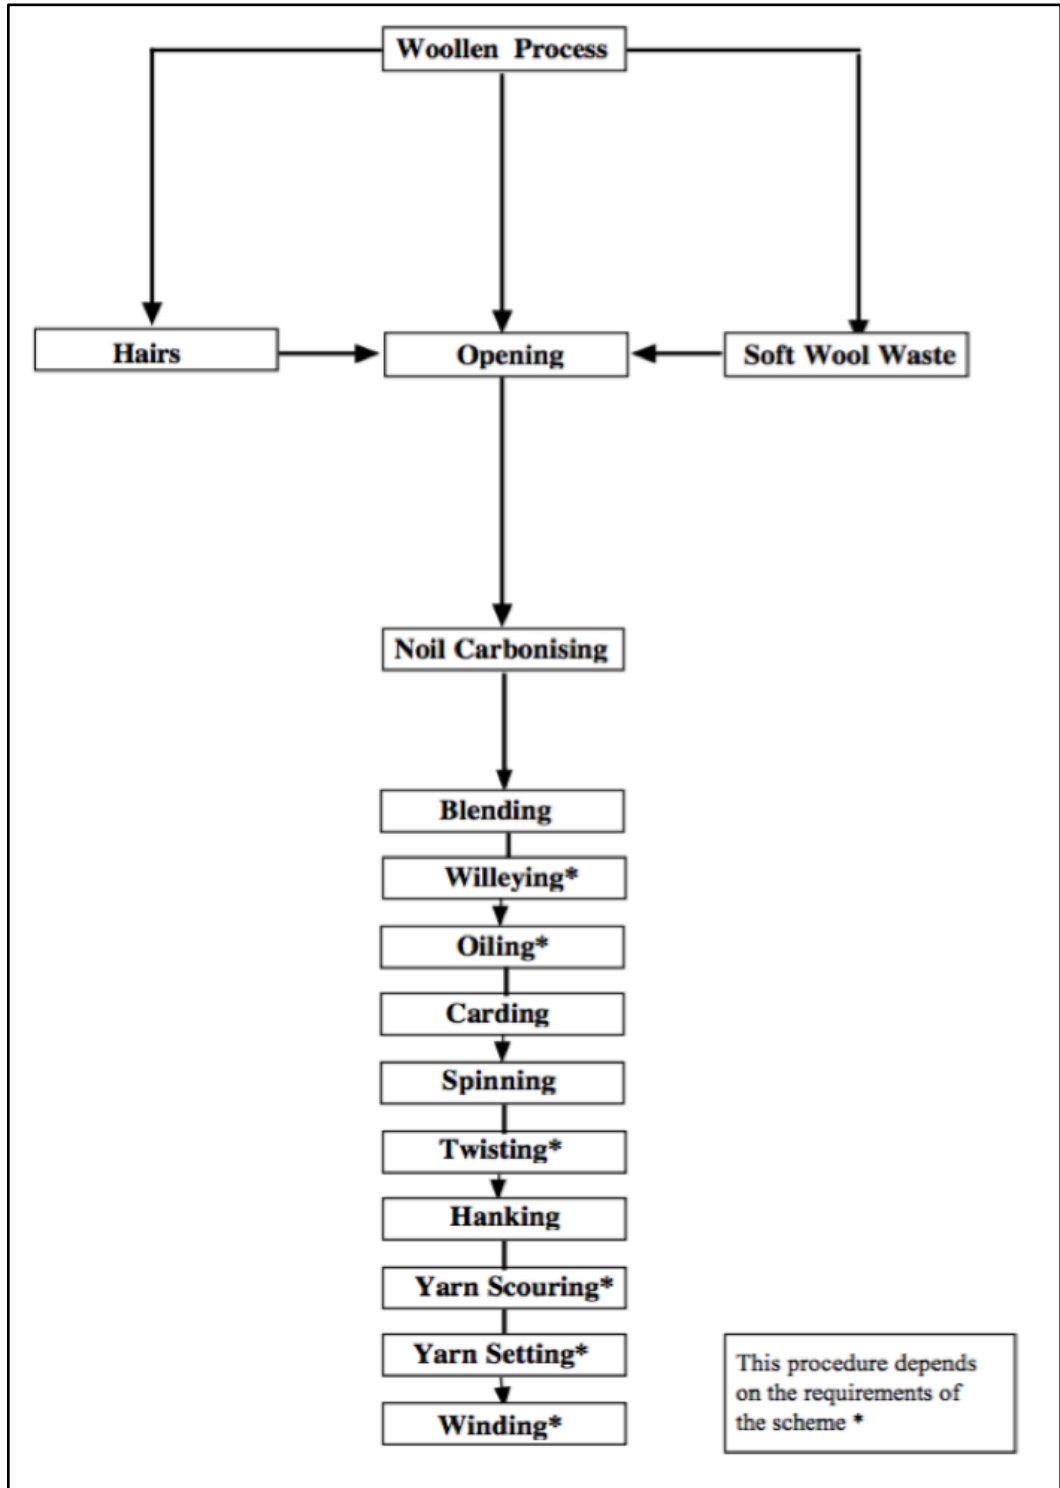 Woollen Process
Hairs
Opening
Soft Wool Waste
Noil Carbonising
Blending
Willeying*
Oiling*
Carding
Spinning
Twisting*
Hanking
Yarn Scouring*
Yarn Setting*
Winding*
This procedure depends
on the requirements of
the scheme *